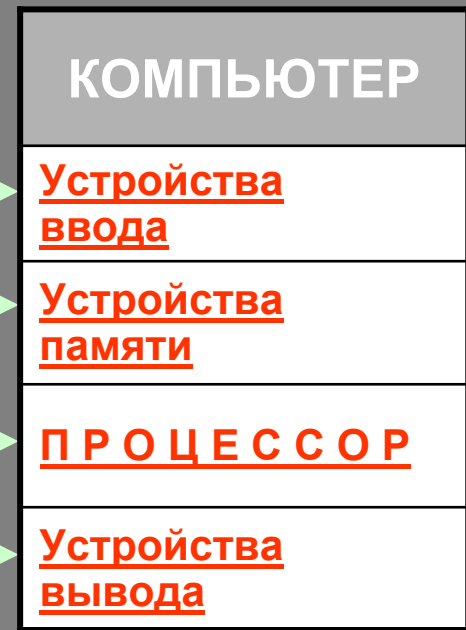 КОМПЬЮТЕР
Устройства
ввода
Устройства
памяти
П Р О Ц Е С С О Р
Устройства
вывода